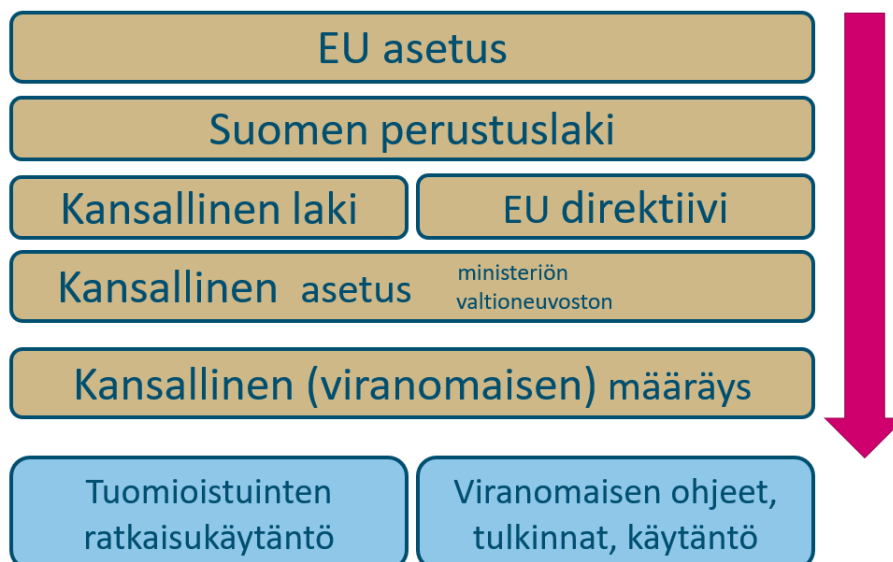 EU asetus
Suomen perustuslaki
Kansallinen laki
EU direktiivi
Kansallinen asetus
ministeriön
valtioneuvoston
Kansallinen (viranomaisen) määräys
Tuomioistuinten
ratkaisukäytäntö
Viranomaisen ohjeet,
tulkinnat, käytäntö